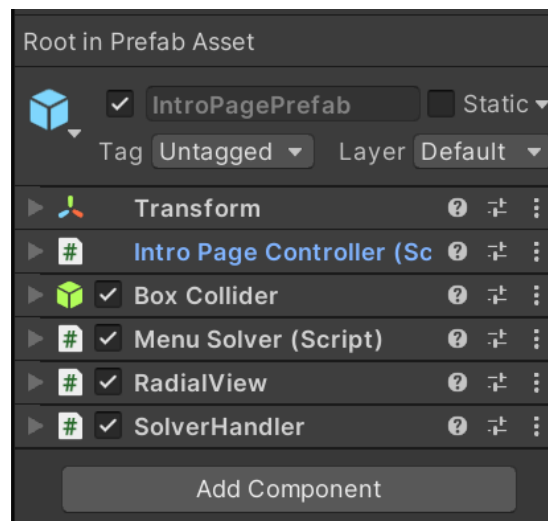 Root in Prefab Asset
IntroPagePrefab Static
Tag Untagged Layer Default
Transform
# Intro Page Controller (Sc
Box Collider
# Menu Solver (Script)
# RadialView
# SolverHandler
Add Component